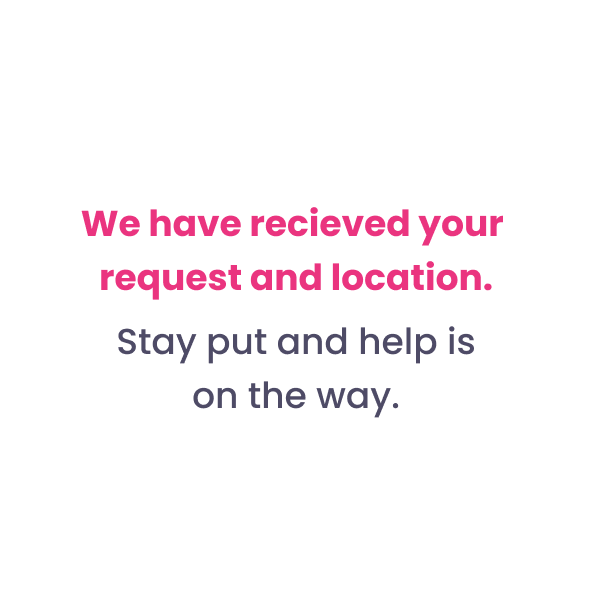 We have recieved your
request and location.
Stay put and help is
on the way.